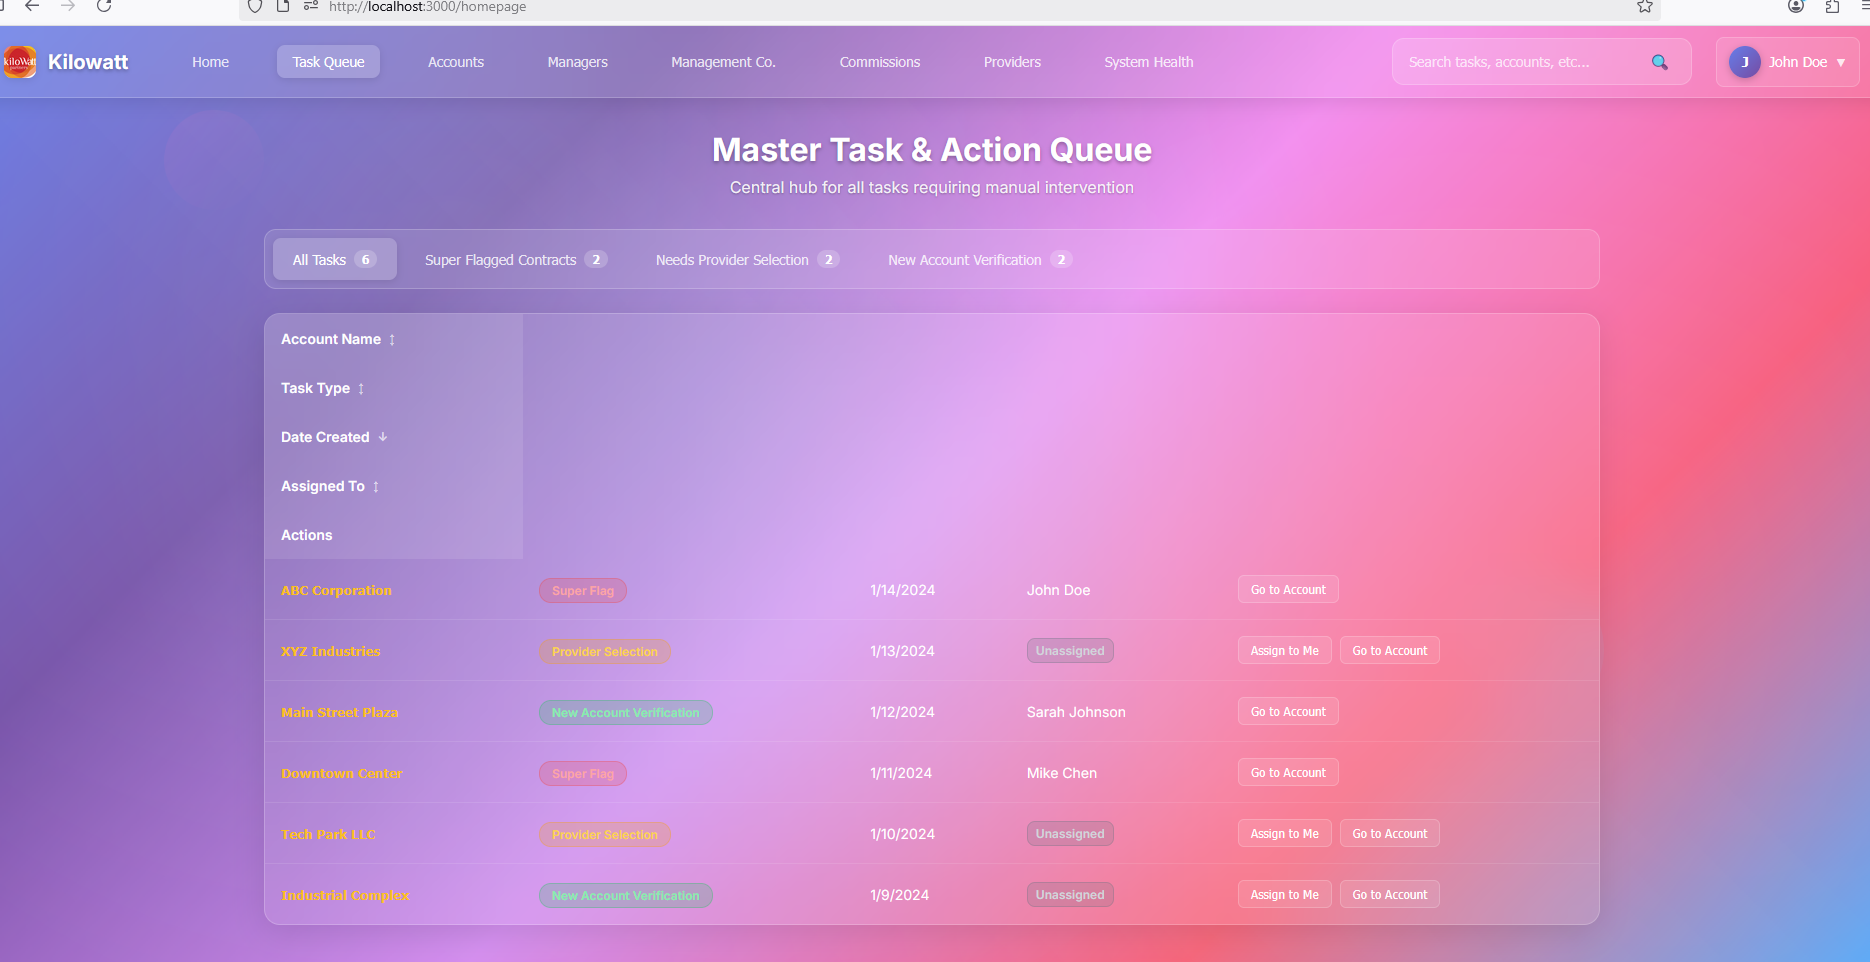 http://localhost:3000/homepage
kiloWatt
Kilowatt
Home
Task Queue
Accounts
Managers
Management Co.
Commissions
Providers
System Health
Search tasks, accounts, etc...
J
John Doe ▼
Master Task & Action Queue
Central hub for all tasks requiring manual intervention
All Tasks 6
Super Flagged Contracts 2
Needs Provider Selection 2
New Account Verification 2
Account Name ↕
Task Type ↕
Date Created ↓
Assigned To ↕
Actions
ABC Corporation Super Flag 1/14/2024 John Doe Go to Account
XYZ Industries Provider Selection 1/13/2024 Unassigned Assign to Me Go to Account
Main Street Plaza New Account Verification 1/12/2024 Sarah Johnson Go to Account
Downtown Center Super Flag 1/11/2024 Mike Chen Go to Account
Tech Park LLC Provider Selection 1/10/2024 Unassigned Assign to Me Go to Account
Industrial Complex New Account Verification 1/9/2024 Unassigned Assign to Me Go to Account